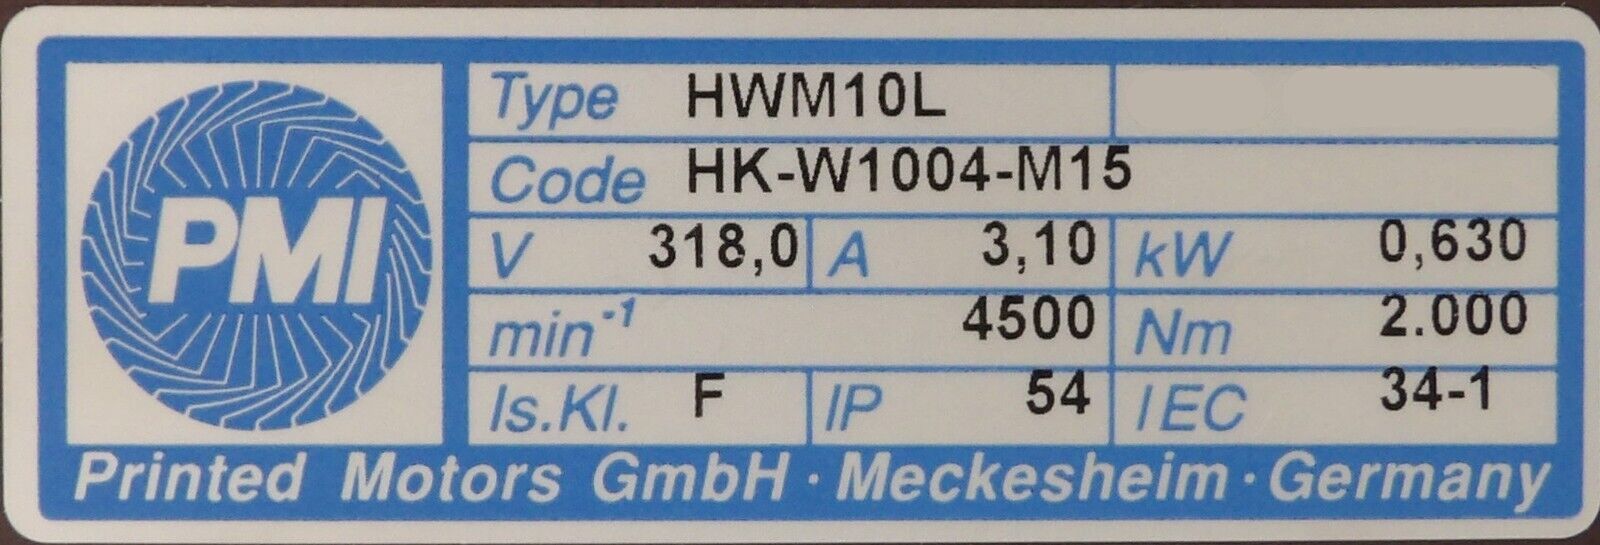 PMI
Type HWM10L
Code HK-W1004-M15
V 318,0 A 3,10 kW 0,630
min-1 4500 Nm 2.000
Is.Kl. F IP 54 IEC 34-1
Printed Motors GmbH · Meckesheim · Germany